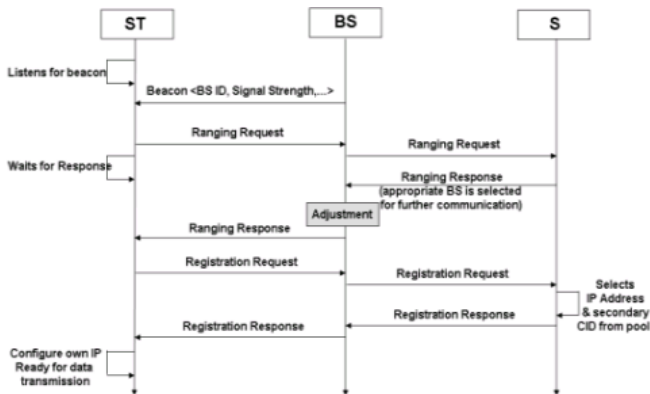 ST
BS
S
Listens for beacon
Beacon <BS ID, Signal Strength,...>
Ranging Request
Ranging Request
Waits for Response
Ranging Response
(appropriate BS is selected
for further communication)
Adjustment
Ranging Response
Registration Request
Registration Request
Selects
IP Address
& secondary
CID from pool
Registration Response
Registration Response
Configure own IP
Ready for data
transmission